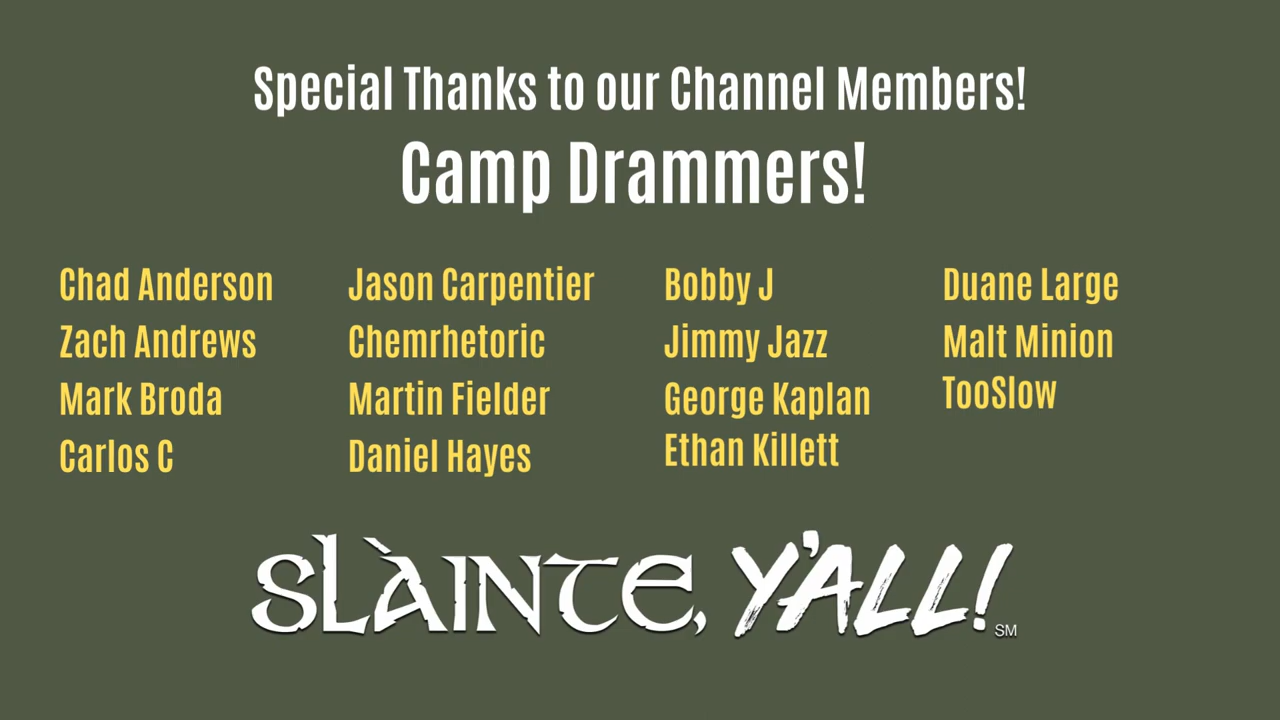 Special Thanks to our Channel Members!
Camp Drammers!
Chad Anderson
Zach Andrews
Mark Broda
Carlos C
Jason Carpentier
Chemrhetoric
Martin Fielder
Daniel Hayes
Bobby J
Jimmy Jazz
George Kaplan
Ethan Killett
Duane Large
Malt Minion
TooSlow
SLÀINTE, Y'ALL! SM